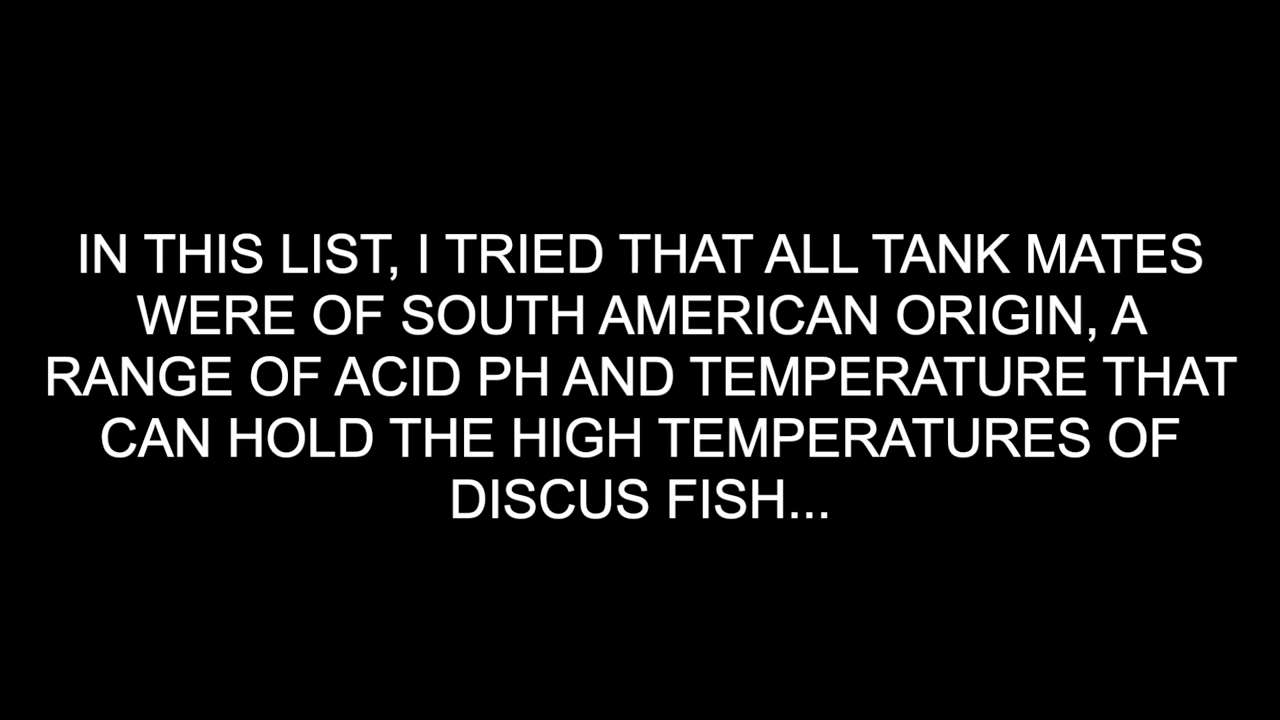 IN THIS LIST, I TRIED THAT ALL TANK MATES
WERE OF SOUTH AMERICAN ORIGIN, A
RANGE OF ACID PH AND TEMPERATURE THAT
CAN HOLD THE HIGH TEMPERATURES OF
DISCUS FISH...